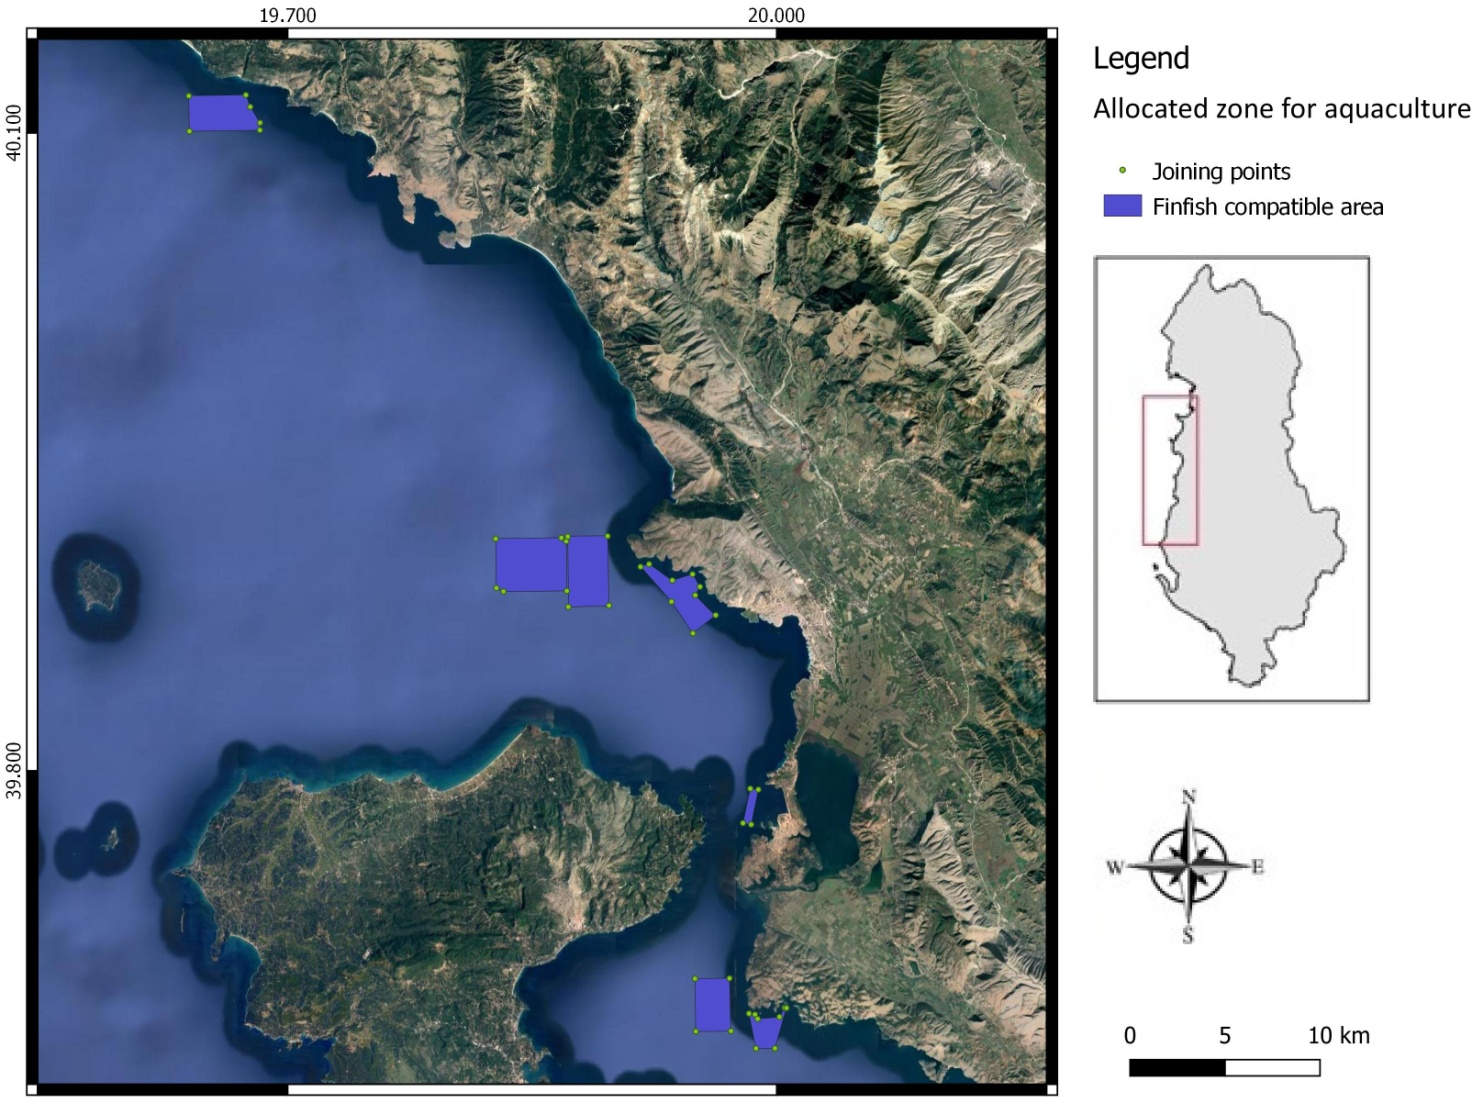 19.700
20.000
40.100
39.800
Legend
Allocated zone for aquaculture
Joining points
Finfish compatible area
N
W
E
S
0
5
10 km